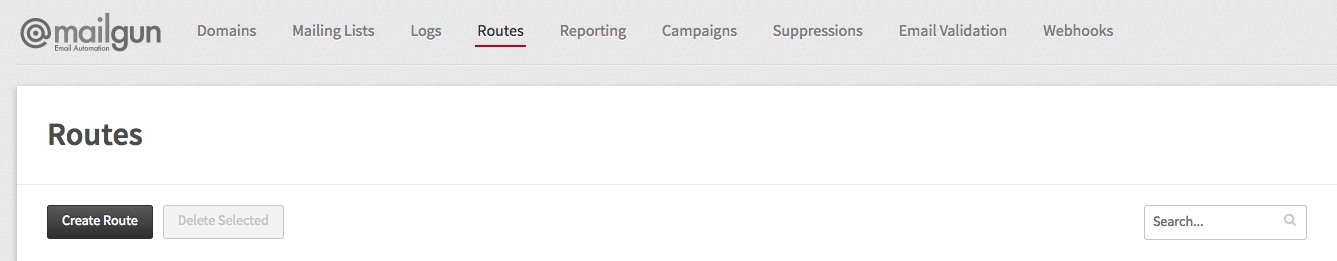 @mailgun
Email Automation
Domains Mailing Lists Logs Routes Reporting Campaigns Suppressions Email Validation Webhooks
Routes
Create Route Delete Selected Search...